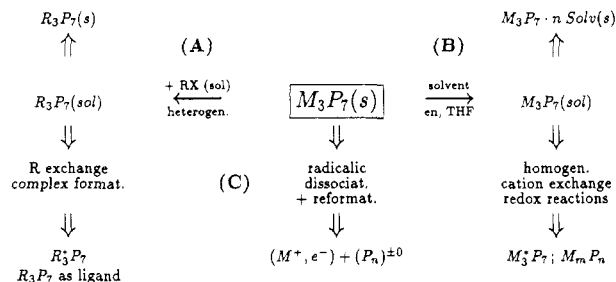 R₃P₇(s)
(A)
(B)
M₃P₇ · n Solv(s)
R₃P₇(sol)
+ RX (sol)
heterogen.
M₃P₇(s)
solvent
en, THF
M₃P₇(sol)
R exchange
complex format.
(C)
radicalic
dissociat.
+ reformat.
homogen.
cation exchange
redox reactions
R₃*P₇
R₃P₇ as ligand
(M⁺, e⁻) + (Pₙ)±⁰
M₃*P₇ ; MₘPₙ